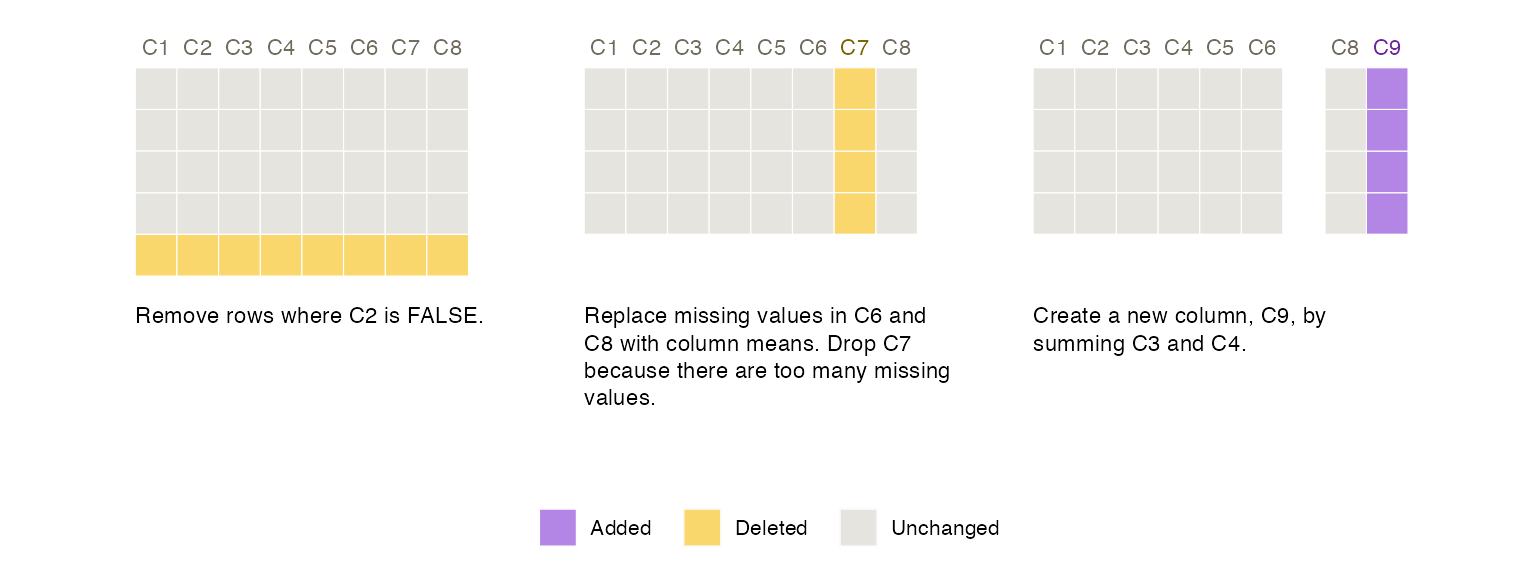 C1 C2 C3 C4 C5 C6 C7 C8
Remove rows where C2 is FALSE.
C1 C2 C3 C4 C5 C6 C7 C8
Replace missing values in C6 and
C8 with column means. Drop C7
because there are too many missing
values.
C1 C2 C3 C4 C5 C6 C8 C9
Create a new column, C9, by
summing C3 and C4.
Added Deleted Unchanged